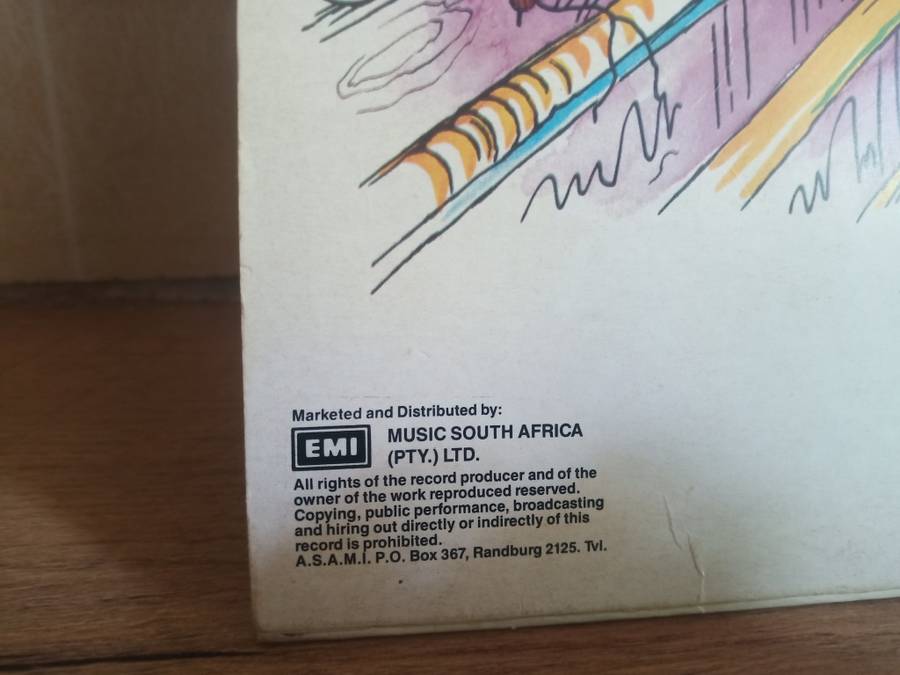 Marketed and Distributed by:
EMI
MUSIC SOUTH AFRICA
(PTY.) LTD.
All rights of the record producer and of the
owner of the work reproduced reserved.
Copying, public performance, broadcasting
and hiring out directly or indirectly of this
record is prohibited.
A.S.A.M.I. P.O. Box 367, Randburg 2125. Tvl.